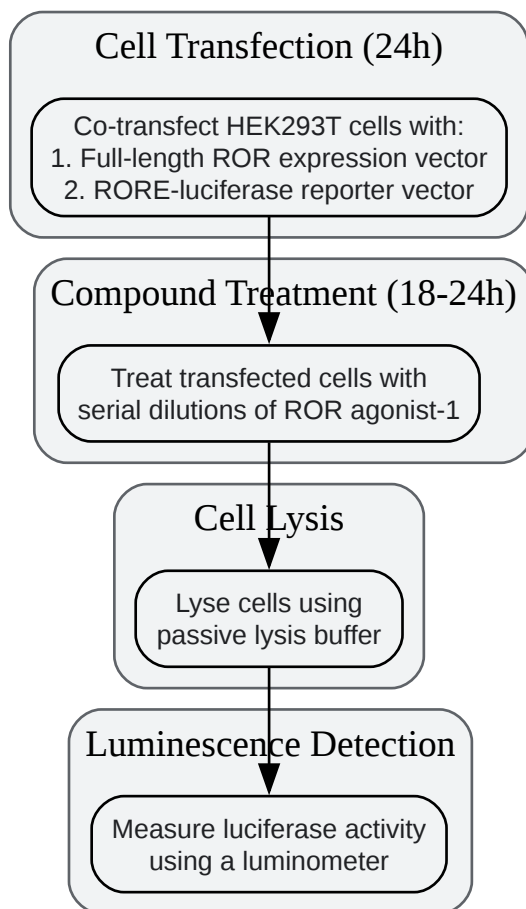 Cell Transfection (24h)
Co-transfect HEK293T cells with:
1. Full-length ROR expression vector
2. RORE-luciferase reporter vector
Compound Treatment (18-24h)
Treat transfected cells with
serial dilutions of ROR agonist-1
Cell Lysis
Lyse cells using
passive lysis buffer
Luminescence Detection
Measure luciferase activity
using a luminometer